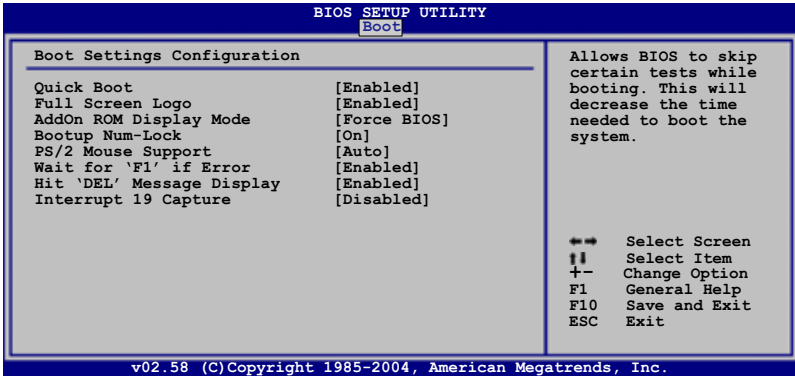 BIOS SETUP UTILITY
Boot
Boot Settings Configuration
Quick Boot [Enabled]
Full Screen Logo [Enabled]
AddOn ROM Display Mode [Force BIOS]
Bootup Num-Lock [On]
PS/2 Mouse Support [Auto]
Wait for ‘F1’ if Error [Enabled]
Hit ‘DEL’ Message Display [Enabled]
Interrupt 19 Capture [Disabled]
Allows BIOS to skip
certain tests while
booting. This will
decrease the time
needed to boot the
system.
←→ Select Screen
↑↓ Select Item
+- Change Option
F1 General Help
F10 Save and Exit
ESC Exit
v02.58 (C)Copyright 1985-2004, American Megatrends, Inc.